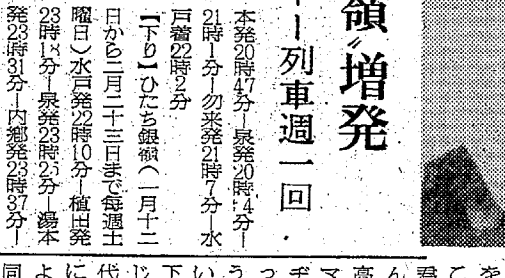 領〟増発
ー列車週一回
本発20時47分ー泉発20時54分ー
21時1分ー勿来発21時7分ー水
戸着22時2分
【下り】ひたち銀嶺(一月十二
日から二月二十三日まで毎週土
曜日)水戸発22時10分ー植田発
23時18分ー泉発23時25分ー湯本
発23時31分ー内郷発23時37分ー